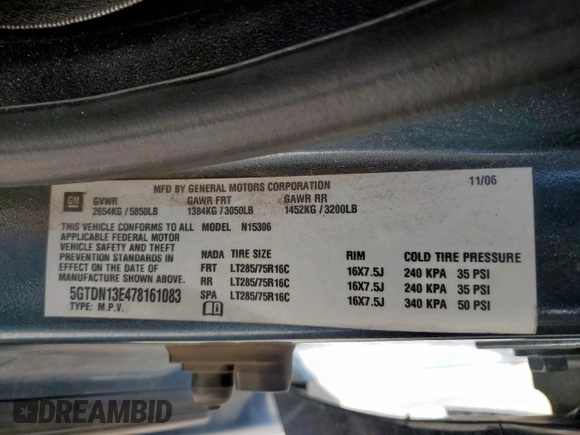 MFD BY GENERAL MOTORS CORPORATION 11/06
GM GVWR GAWR FRT GAWR RR
2654KG / 5850LB 1384KG / 3050LB 1452KG / 3200LB
THIS VEHICLE CONFORMS TO ALL MODEL N15306
APPLICABLE FEDERAL MOTOR
VEHICLE SAFETY AND THEFT
PREVENTION STANDARDS IN
EFFECT ON THE DATE OF
MANUFACTURE SHOWN ABOVE.
5GTDN13E478161083
TYPE: M.P.V.
NADA TIRE SIZE RIM COLD TIRE PRESSURE
FRT LT285/75R16C 16X7.5J 240 KPA 35 PSI
RR LT285/75R16C 16X7.5J 240 KPA 35 PSI
SPA LT285/75R16C 16X7.5J 340 KPA 50 PSI
DREAMBID